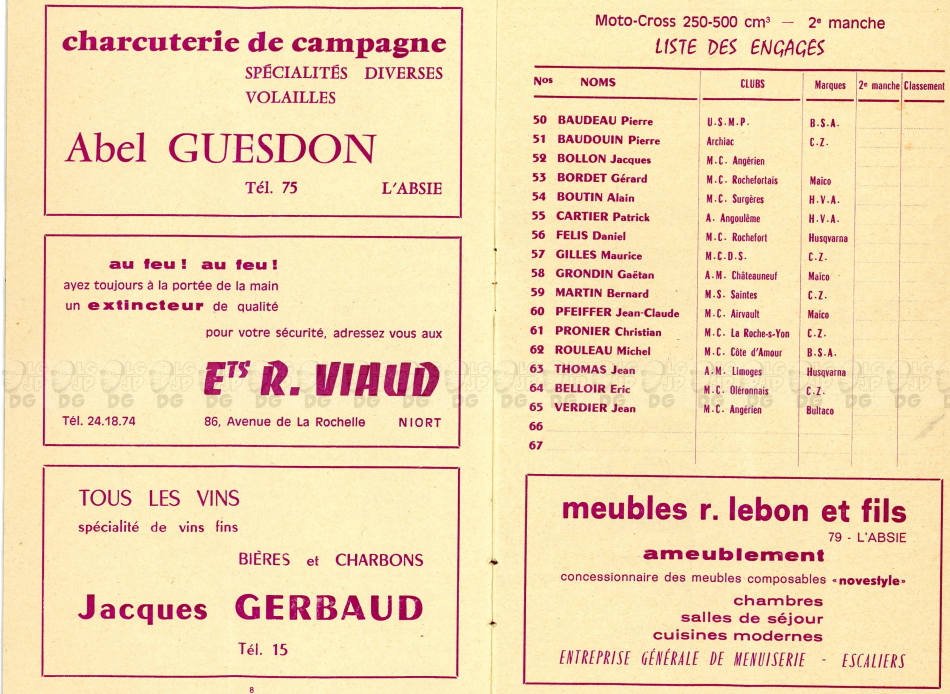 charcuterie de campagne
SPÉCIALITÉS DIVERSES
VOLAILLES
Abel GUESDON
Tél. 75 L'ABSIE
au feu ! au feu !
ayez toujours à la portée de la main
un extincteur de qualité
pour votre sécurité, adressez vous aux
ETS R. VIAUD
Tél. 24.18.74 86, Avenue de La Rochelle NIORT
TOUS LES VINS
spécialité de vins fins
BIÈRES et CHARBONS
Jacques GERBAUD
Tél. 15
8
Moto-Cross 250-500 cm³ — 2e manche
LISTE DES ENGAGÉS
Nos NOMS CLUBS Marques 2e manche Classement
50 BAUDEAU Pierre U.S.M.P. B.S.A.
51 BAUDOUIN Pierre Archiac C.Z.
52 BOLLON Jacques M.C. Angérien
53 BORDET Gérard M.C. Rochefortais Maico
54 BOUTIN Alain M.C. Surgères H.V.A.
55 CARTIER Patrick A. Angoulême H.V.A.
56 FELIS Daniel M.C. Rochefort Husqvarna
57 GILLES Maurice M.C.D.S. C.Z.
58 GRONDIN Gaëtan A.M. Châteauneuf Maico
59 MARTIN Bernard M.S. Saintes C.Z.
60 PFEIFFER Jean-Claude M.C. Airvault Maico
61 PRONIER Christian M.C. La Roche-s-Yon C.Z.
62 ROULEAU Michel M.C. Côte d'Amour B.S.A.
63 THOMAS Jean A.M. Limoges Husqvarna
64 BELLOIR Eric M.C. Oléronnais C.Z.
65 VERDIER Jean M.C. Angérien Bultaco
66
67
meubles r. lebon et fils
79 - L'ABSIE
ameublement
concessionnaire des meubles composables «novestyle»
chambres
salles de séjour
cuisines modernes
ENTREPRISE GÉNÉRALE DE MENUISERIE - ESCALIERS